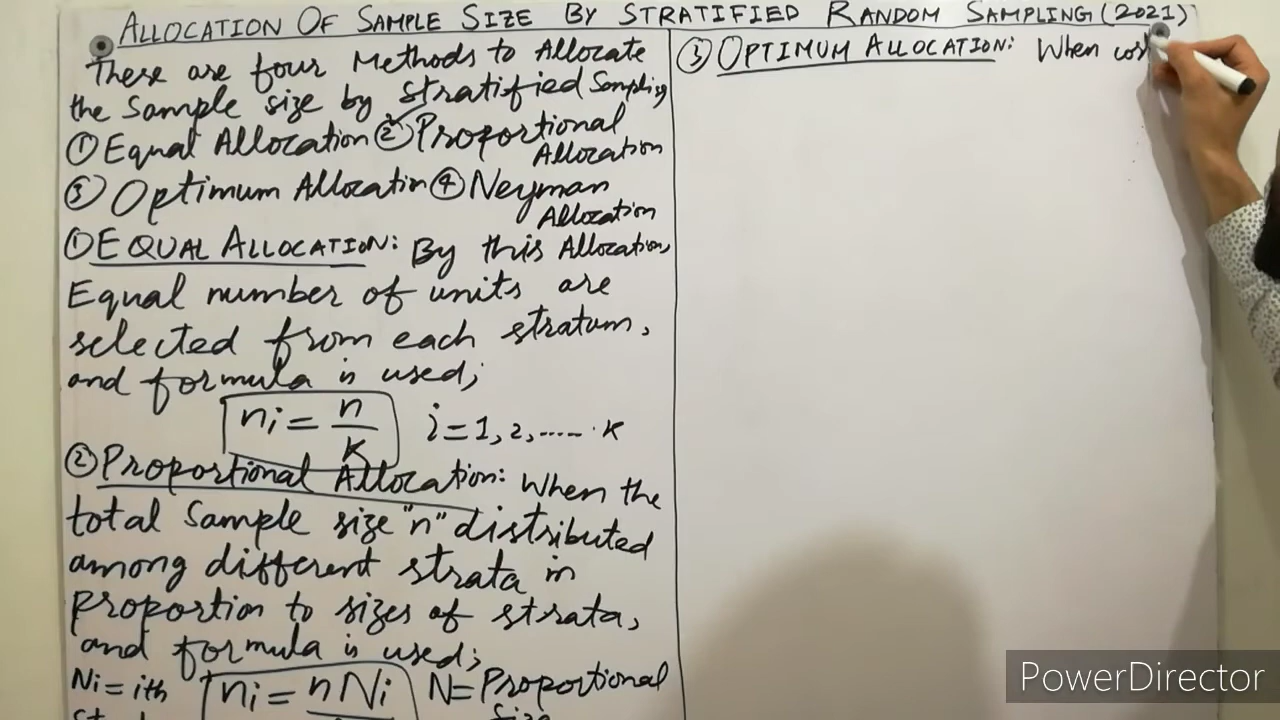 ALLOCATION OF SAMPLE SIZE BY STRATIFIED RANDOM SAMPLING (2021)
These are four Methods to Allocate
the Sample size by Stratified Sampling
① Equal Allocation ② Proportional
Allocation
③ Optimum Allocatin ④ Neyman
Allocation
① EQUAL ALLOCATION: By this Allocation,
Equal number of units are
selected from each stratum,
and formula is used;
ni = n/k i = 1, 2, ..... k
② Proportional Allocation: When the
total Sample size "n" distributed
among different strata in
proportion to sizes of strata,
and formula is used;
Ni = ith ni = nNi N = Proportional
Size
③ OPTIMUM ALLOCATION: When cos
PowerDirector